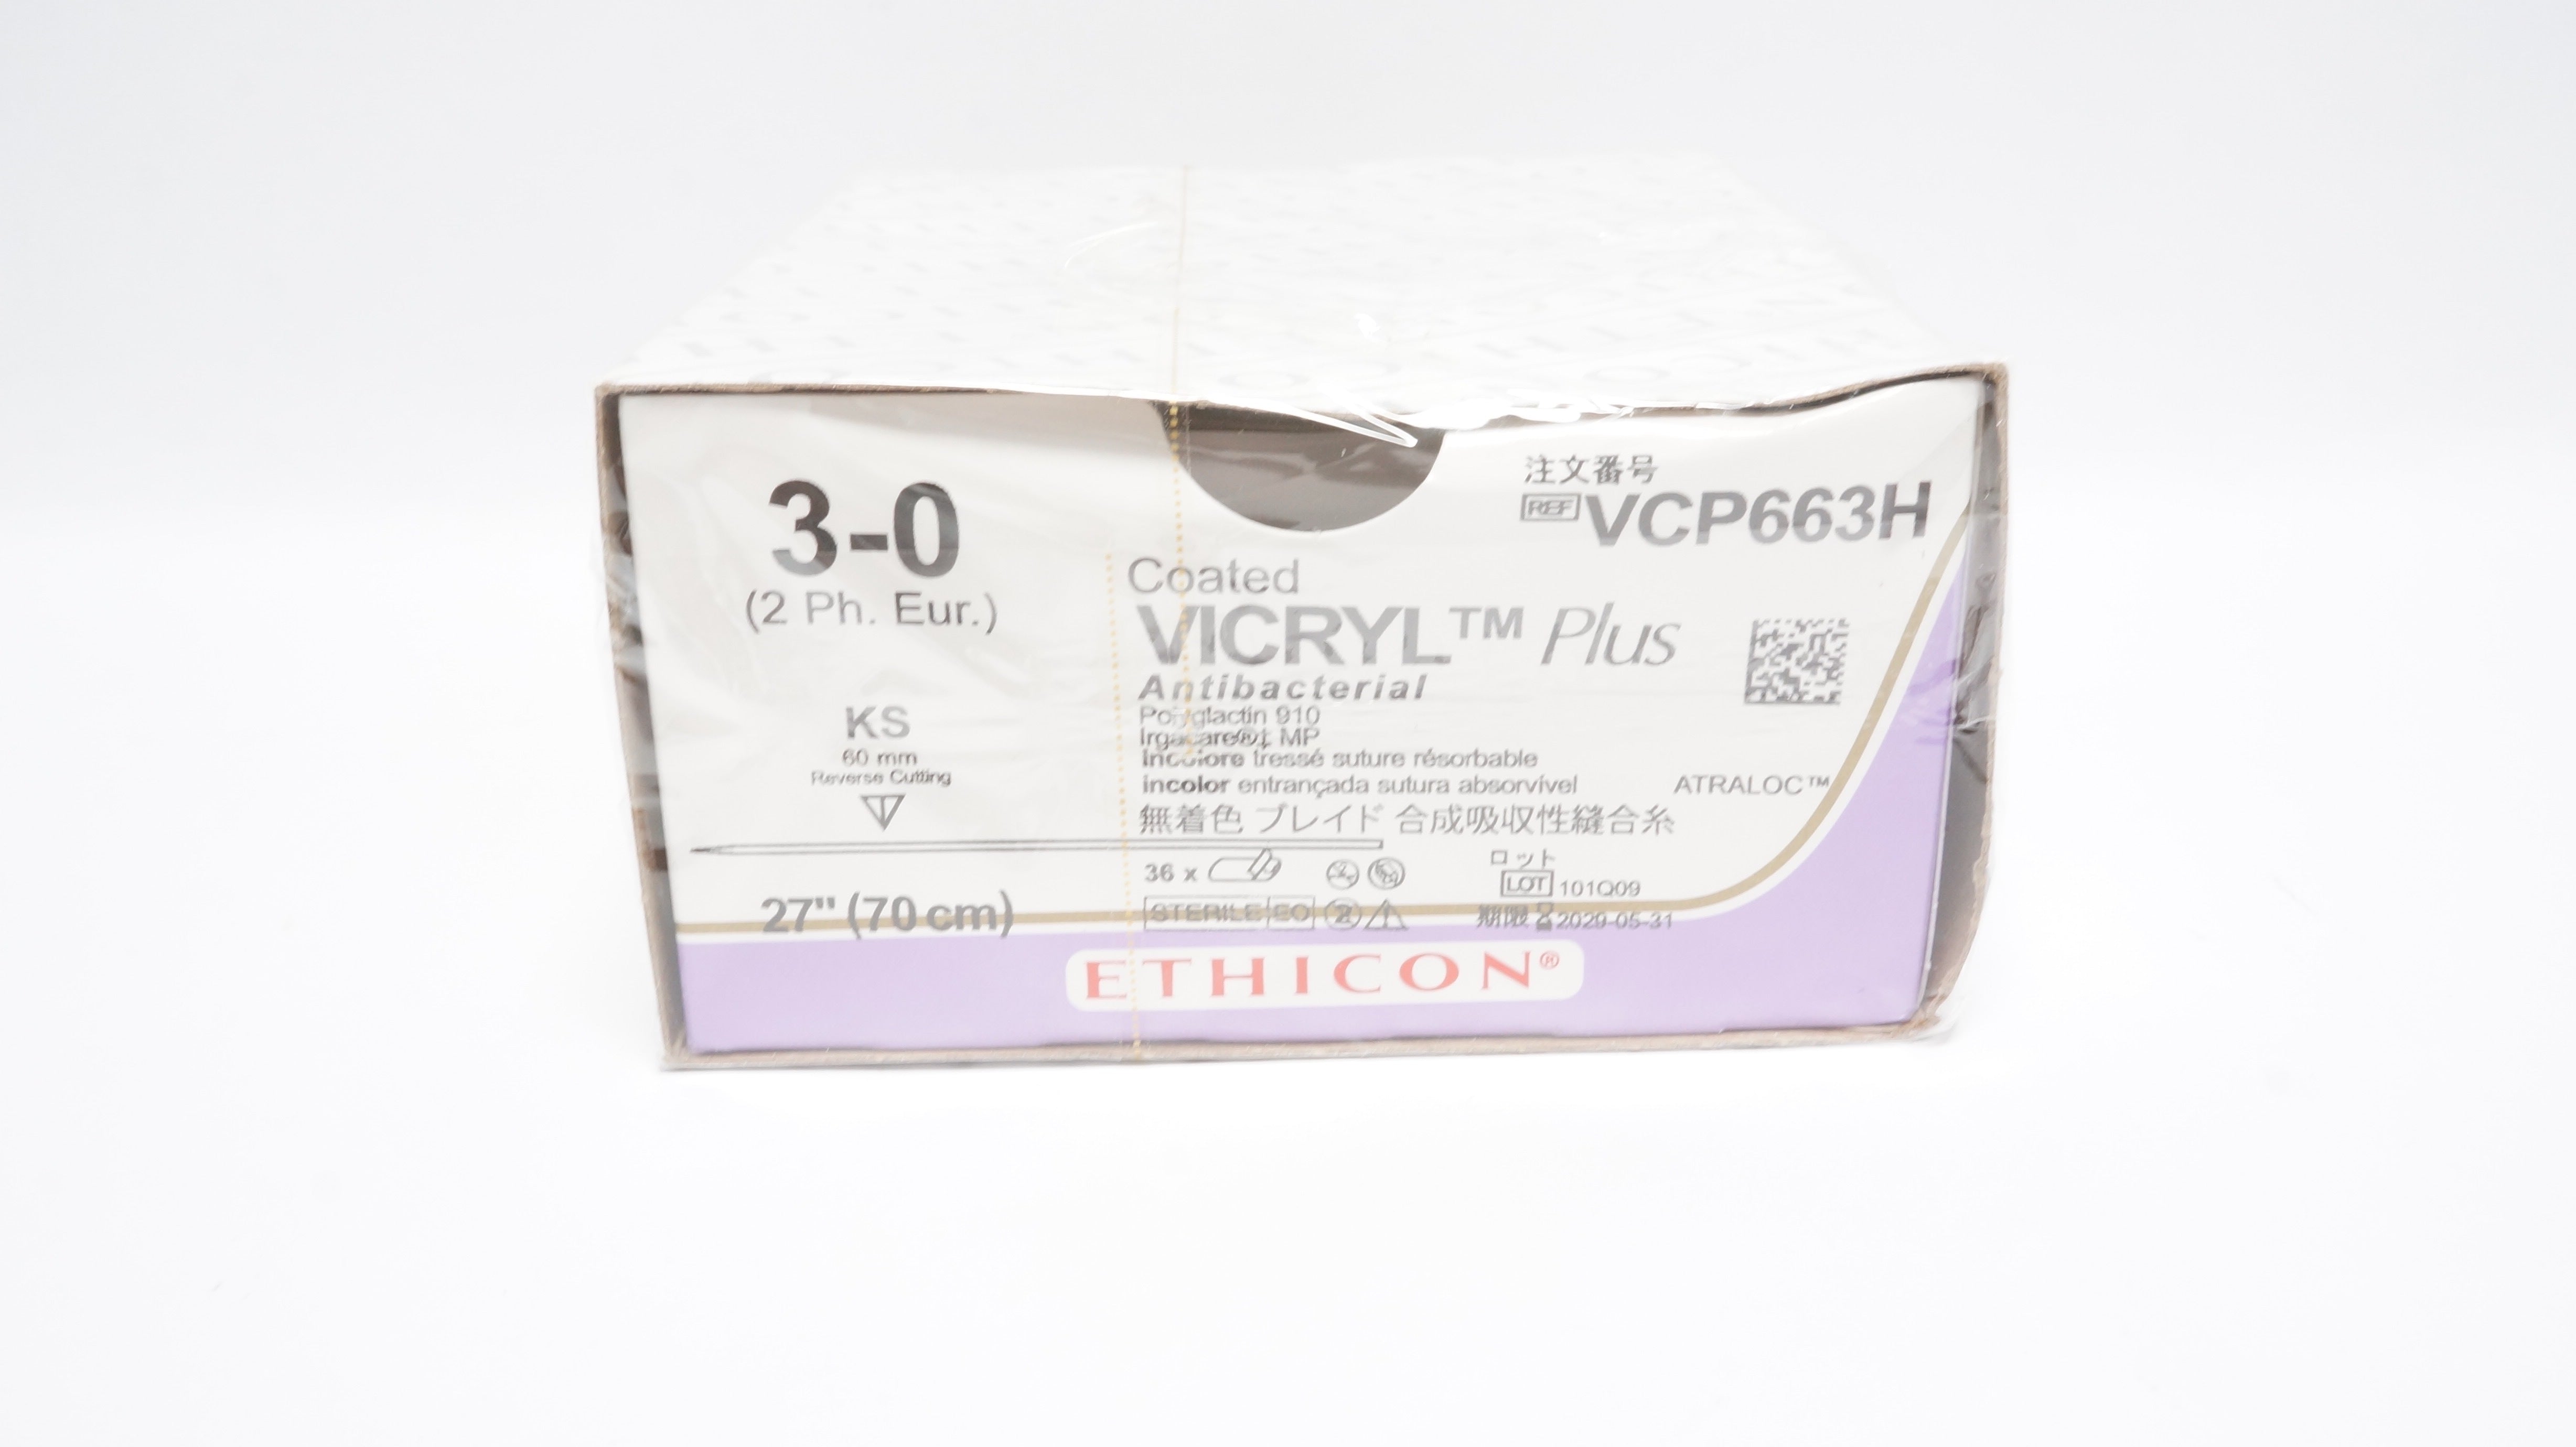 3-0
(2 Ph. Eur.)
KS
60 mm
Reverse Cutting
27" (70 cm)
注文番号
REF VCP663H
Coated
VICRYL™ Plus
Antibacterial
Polyglactin 910
Irgacare®‡ MP
Incolore tressé suture résorbable
incolor entrançada sutura absorvível
ATRALOC™
無着色 ブレイド 合成吸収性縫合糸
36 x
ロット
LOT 101Q09
STERILE EO 2
期限 2029-05-31
ETHICON®